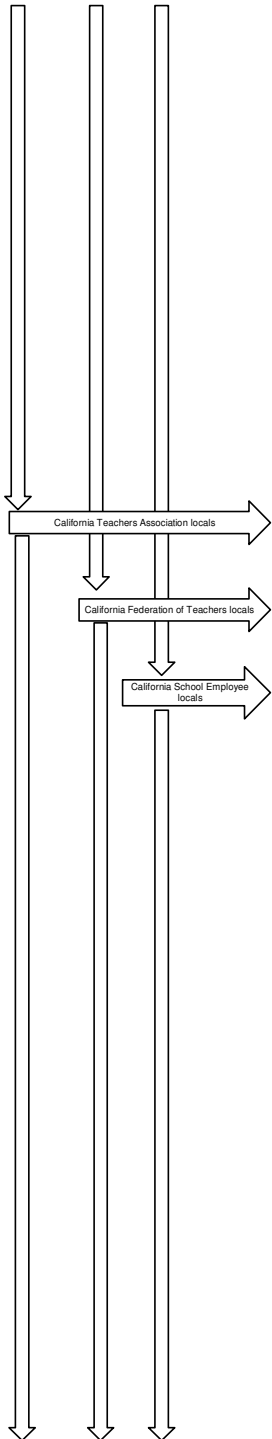 California Teachers Association locals
California Federation of Teachers locals
California School Employee
locals